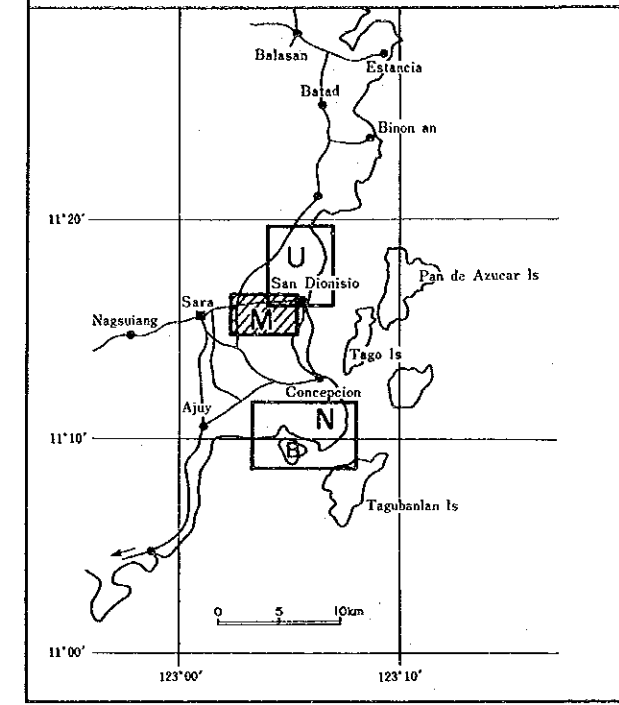 Balasan
Estancia
Batad
Binon an
11°20'
U
Pan de Azucar Is
San Dionisio
Sara
M
Nagsuiang
Tago Is
Concepcion
Ajuy
N
11°10'
B
Tagubanlan Is
0 5 10km
11°00'
123°00' 123°10'